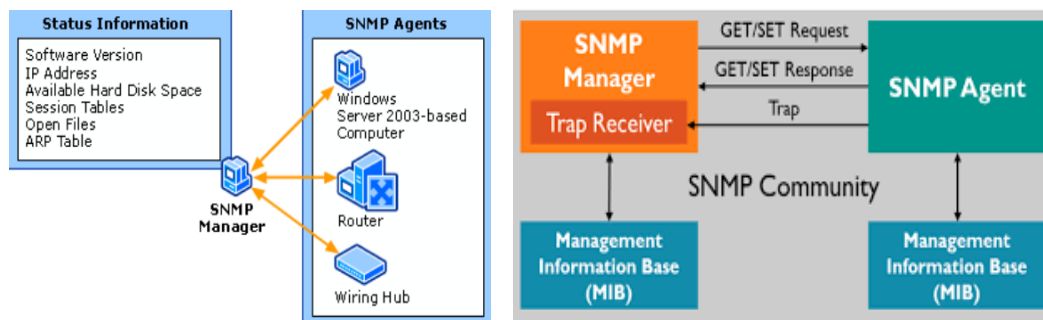 Status Information
Software Version
IP Address
Available Hard Disk Space
Session Tables
Open Files
ARP Table
SNMP
Manager
SNMP Agents
Windows
Server 2003-based
Computer
Router
Wiring Hub
SNMP
Manager
Trap Receiver
GET/SET Request
GET/SET Response
Trap
SNMP Agent
SNMP Community
Management
Information Base
(MIB)
Management
Information Base
(MIB)